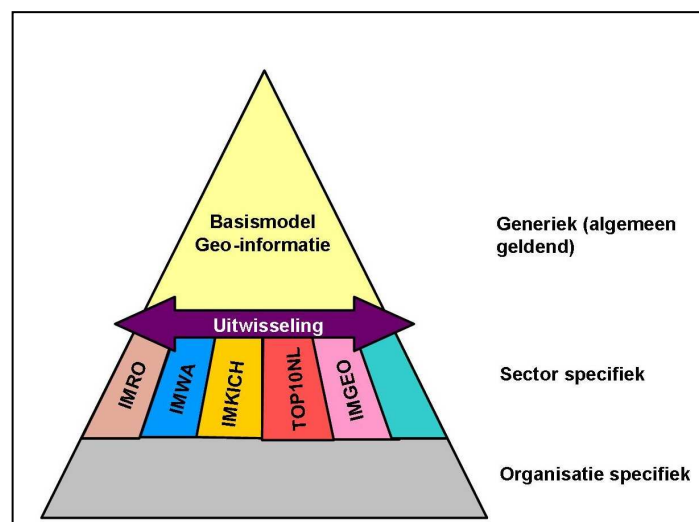 Basismodel
Geo-informatie
Generiek (algemeen
geldend)
Uitwisseling
IMRO
IMWA
IMKICH
TOP10NL
IMGEO
Sector specifiek
Organisatie specifiek